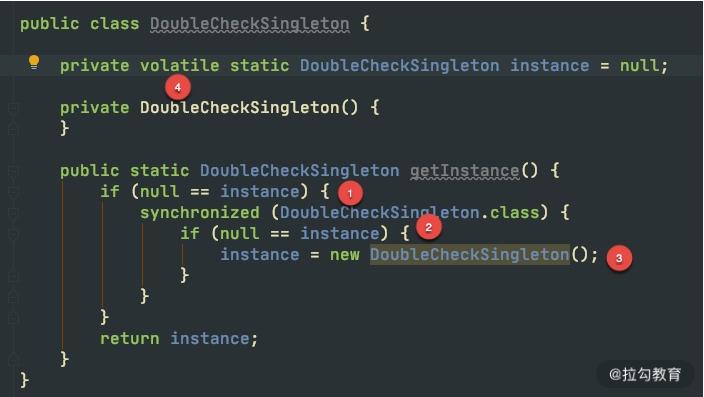 public class DoubleCheckSingleton {
private volatile static DoubleCheckSingleton instance = null;
4
private DoubleCheckSingleton() {
}
public static DoubleCheckSingleton getInstance() {
if (null == instance) { 1
synchronized (DoubleCheckSingleton.class) {
if (null == instance) { 2
instance = new DoubleCheckSingleton(); 3
}
}
}
return instance;
}
}
@拉勾教育